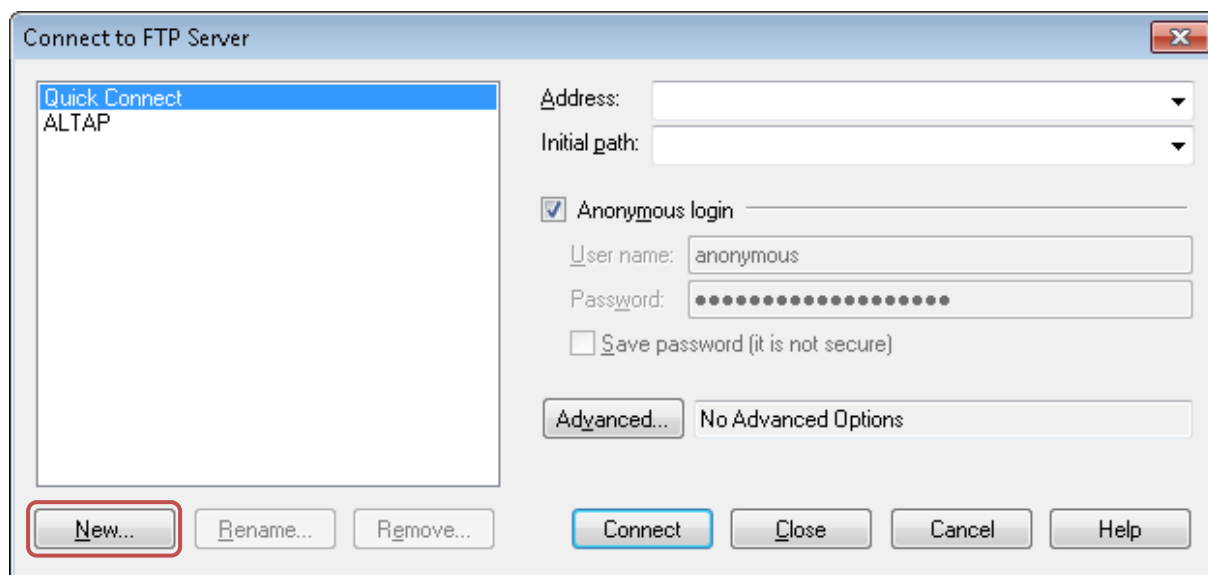 Connect to FTP Server
Quick Connect
ALTAP
Address:
Initial path:
Anonymous login
User name: anonymous
Password: ●●●●●●●●●●●●●●●●●●●
Save password (it is not secure)
Advanced... No Advanced Options
New... Rename... Remove... Connect Close Cancel Help